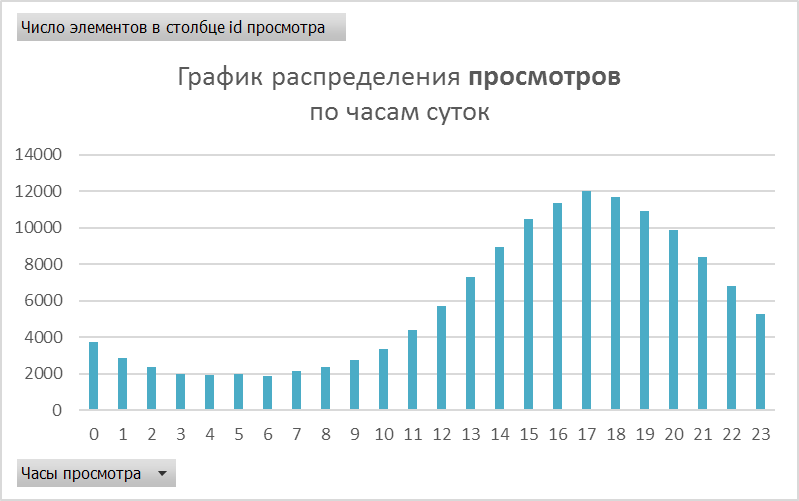 Число элементов в столбце id просмотра
График распределения просмотров
по часам суток
14000
12000
10000
8000
6000
4000
2000
0
0 1 2 3 4 5 6 7 8 9 10 11 12 13 14 15 16 17 18 19 20 21 22 23
Часы просмотра